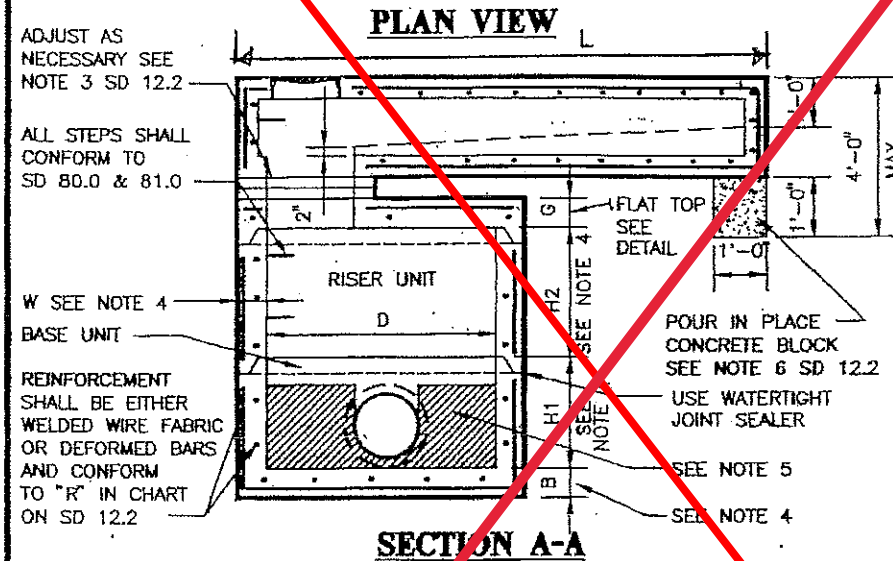 PLAN VIEW
L
ADJUST AS
NECESSARY SEE
NOTE 3 SD 12.2
ALL STEPS SHALL
CONFORM TO
SD 80.0 & 81.0
2"
G
FLAT TOP
SEE
DETAIL
1'-0"
4'-0"
MAX
1'-0"
1'-0"
RISER UNIT
W SEE NOTE 4
D
H2
SEE NOTE 4
BASE UNIT
POUR IN PLACE
CONCRETE BLOCK
SEE NOTE 6 SD 12.2
REINFORCEMENT
SHALL BE EITHER
WELDED WIRE FABRIC
OR DEFORMED BARS
AND CONFORM
TO "R" IN CHART
ON SD 12.2
H1
SEE
NOTE
USE WATERTIGHT
JOINT SEALER
SEE NOTE 5
B
SEE NOTE 4
SECTION A-A